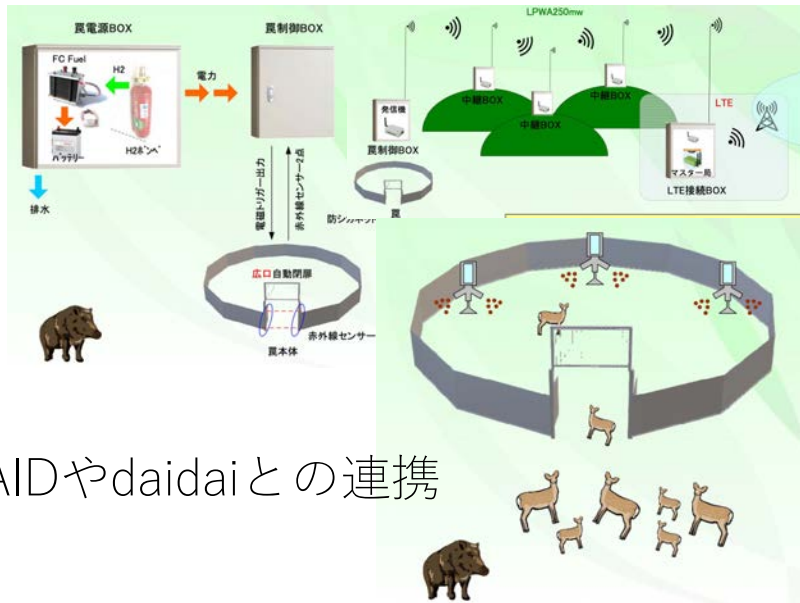 罠電源BOX
FC Fuel
H2
バッテリー
H2ボンベ
排水
電力
罠制御BOX
電磁トリガー出力
赤外線センサー2点
広口自動閉扉
赤外線センサー
罠本体
LPWA250mw
発信機
罠制御BOX
中継BOX
中継BOX
中継BOX
LTE
マスター局
LTE接続BOX
罠
AIDやdaidaiとの連携